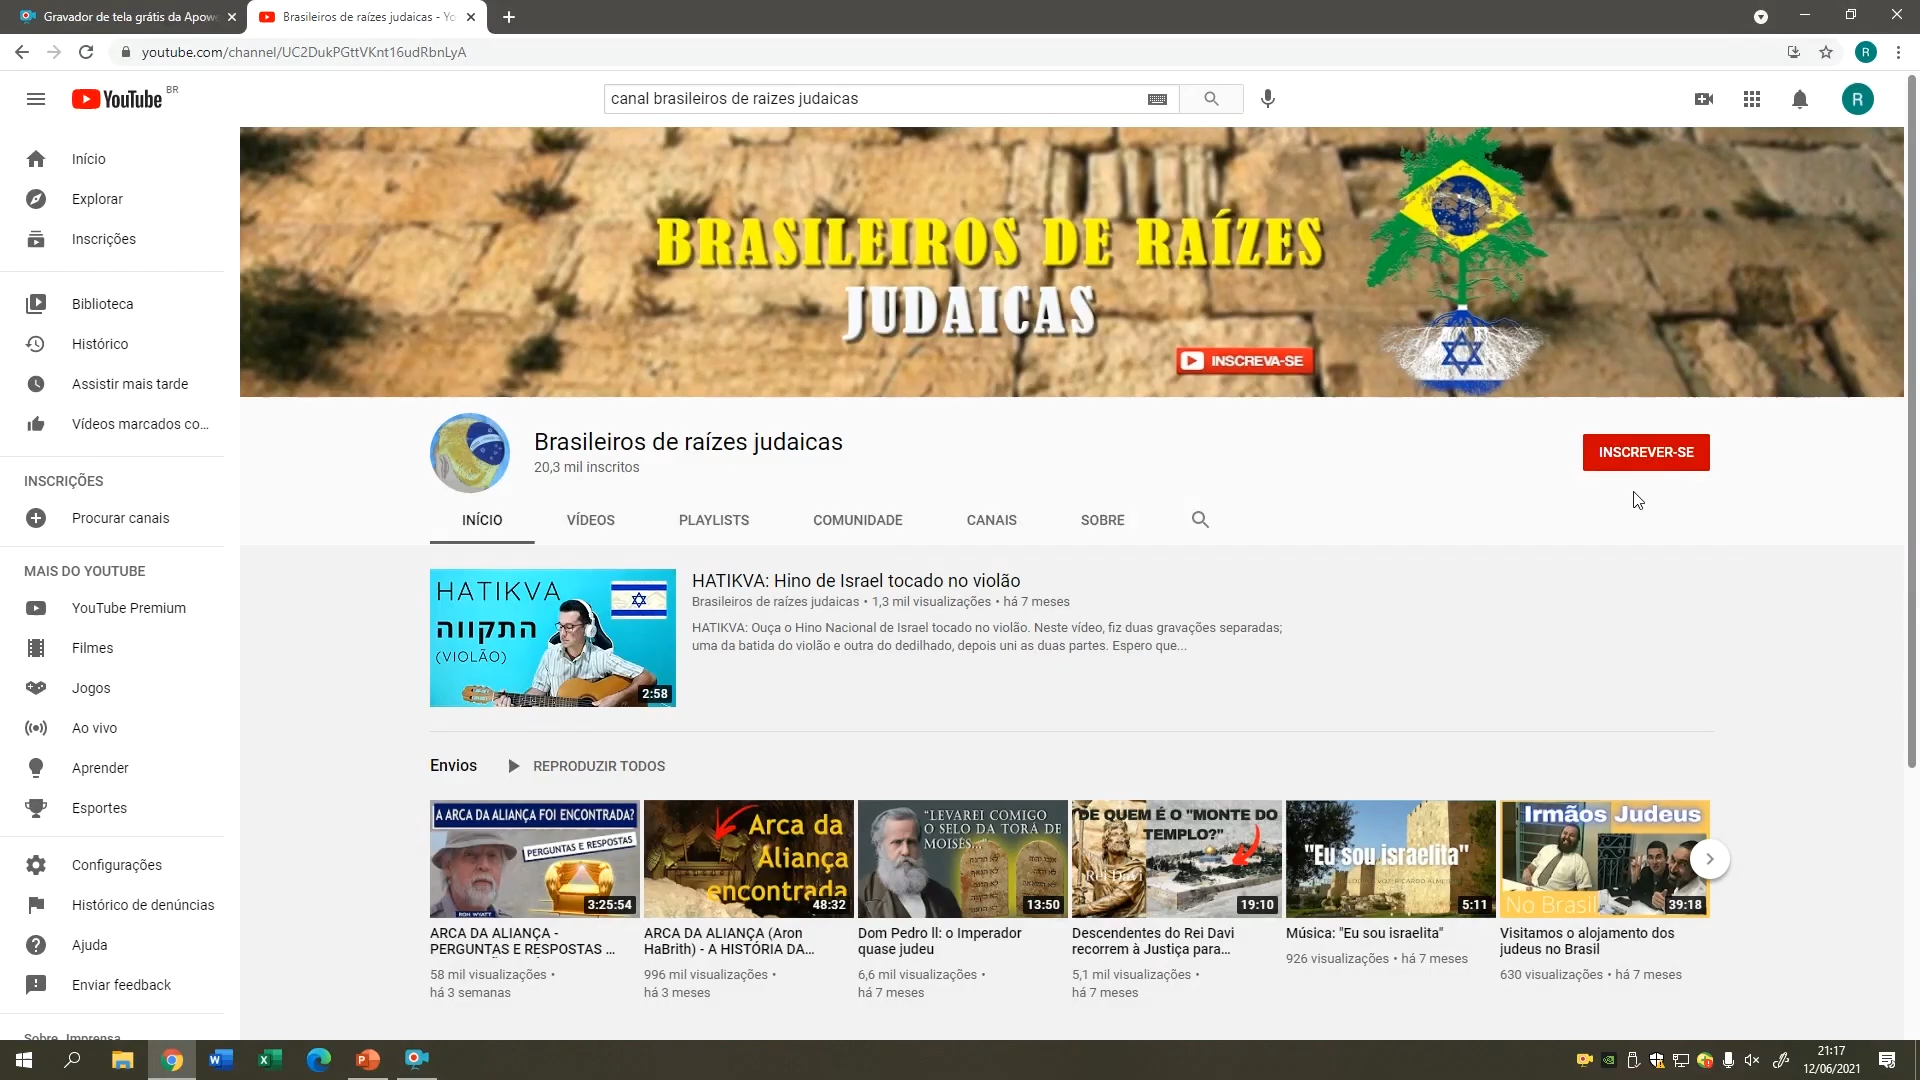 Gravador de tela grátis da Apowe
Brasileiros de raízes judaicas - Yo
youtube.com/channel/UC2DukPGttVKnt16udRbnLyA
R
YouTube BR
canal brasileiros de raizes judaicas
R
Início
Explorar
Inscrições
Biblioteca
Histórico
Assistir mais tarde
Vídeos marcados co...
INSCRIÇÕES
Procurar canais
MAIS DO YOUTUBE
YouTube Premium
Filmes
Jogos
Ao vivo
Aprender
Esportes
Configurações
Histórico de denúncias
Ajuda
Enviar feedback
Sobre Imprensa
BRASILEIROS DE RAÍZES
JUDAICAS
INSCREVA-SE
Brasileiros de raízes judaicas
20,3 mil inscritos
INSCREVER-SE
INÍCIO VÍDEOS PLAYLISTS COMUNIDADE CANAIS SOBRE
HATIKVA
התקווה
(VIOLÃO)
2:58
HATIKVA: Hino de Israel tocado no violão
Brasileiros de raízes judaicas • 1,3 mil visualizações • há 7 meses
HATIKVA: Ouça o Hino Nacional de Israel tocado no violão. Neste vídeo, fiz duas gravações separadas;
uma da batida do violão e outra do dedilhado, depois uni as duas partes. Espero que...
Envios REPRODUZIR TODOS
A ARCA DA ALIANÇA FOI ENCONTRADA?
PERGUNTAS E RESPOSTAS
RON WYATT
3:25:54
ARCA DA ALIANÇA -
PERGUNTAS E RESPOSTAS ...
58 mil visualizações •
há 3 semanas
Arca da
Aliança
encontrada
48:32
ARCA DA ALIANÇA (Aron
HaBrith) - A HISTÓRIA DA...
996 mil visualizações •
há 3 meses
"LEVAREI COMIGO
O SELO DA TORÁ DE
MOISÉS...
13:50
Dom Pedro ll: o Imperador
quase judeu
6,6 mil visualizações •
há 7 meses
DE QUEM É O "MONTE DO
TEMPLO?"
Rei Davi
19:10
Descendentes do Rei Davi
recorrem à Justiça para...
5,1 mil visualizações •
há 7 meses
"Eu sou israelita"
5:11
Música: "Eu sou israelita"
926 visualizações • há 7 meses
Irmãos Judeus
No Brasil
39:18
Visitamos o alojamento dos
judeus no Brasil
630 visualizações • há 7 meses
21:17
12/06/2021